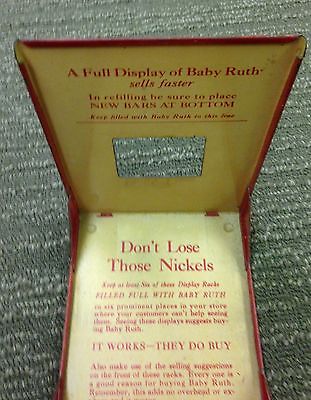 A Full Display of Baby Ruth
sells faster
In refilling be sure to place
NEW BARS AT BOTTOM
Keep filled with Baby Ruth to this line
Don't Lose
Those Nickels
Keep at least Six of these Display Racks
FILLED FULL WITH BABY RUTH
in six prominent places in your store
where your customers can't help seeing
them. Seeing these displays suggests buy-
ing Baby Ruth.
IT WORKS—THEY DO BUY
Also make use of the selling suggestions
on the front of these racks. Every one is
a good reason for buying Baby Ruth.
Remember, this adds no overhead or ex-